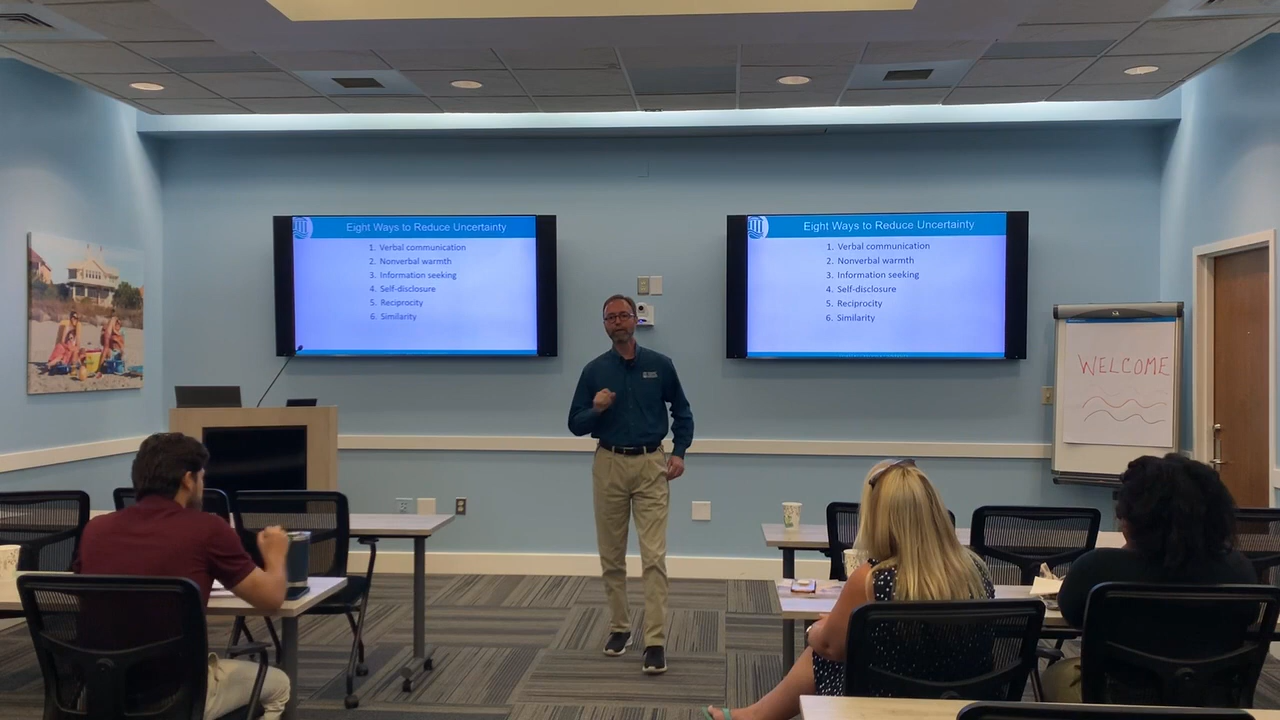 Eight Ways to Reduce Uncertainty
1. Verbal communication
2. Nonverbal warmth
3. Information seeking
4. Self-disclosure
5. Reciprocity
6. Similarity
Eight Ways to Reduce Uncertainty
1. Verbal communication
2. Nonverbal warmth
3. Information seeking
4. Self-disclosure
5. Reciprocity
6. Similarity
WELCOME